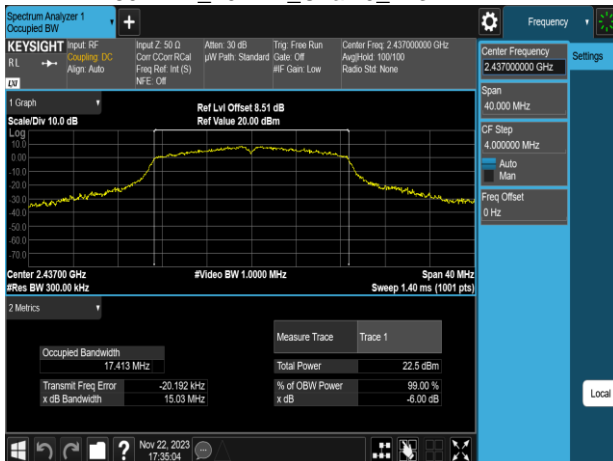 Spectrum Analyzer 1
Occupied BW
Frequency
KEYSIGHT
Input: RF
Coupling: DC
Align: Auto
RL
LXI
Input Z: 50 Ω
Corr CCorr RCal
Freq Ref: Int (S)
NFE: Off
Atten: 30 dB
µW Path: Standard
Trig: Free Run
Gate: Off
#IF Gain: Low
Center Freq: 2.437000000 GHz
Avg|Hold: 100/100
Radio Std: None
Center Frequency
2.437000000 GHz
Settings
Span
40.000 MHz
CF Step
4.000000 MHz
Auto
Man
Freq Offset
0 Hz
Local
1 Graph
Scale/Div 10.0 dB
Ref Lvl Offset 8.51 dB
Ref Value 20.00 dBm
Log
10.0
0.00
-10.0
-20.0
-30.0
-40.0
-50.0
-60.0
-70.0
Center 2.43700 GHz
#Video BW 1.0000 MHz
Span 40 MHz
#Res BW 300.00 kHz
Sweep 1.40 ms (1001 pts)
2 Metrics
Measure Trace
Trace 1
Occupied Bandwidth
17.413 MHz
Total Power
22.5 dBm
Transmit Freq Error
-20.192 kHz
% of OBW Power
99.00 %
x dB Bandwidth
15.03 MHz
x dB
-6.00 dB
Nov 22, 2023
17:35:04